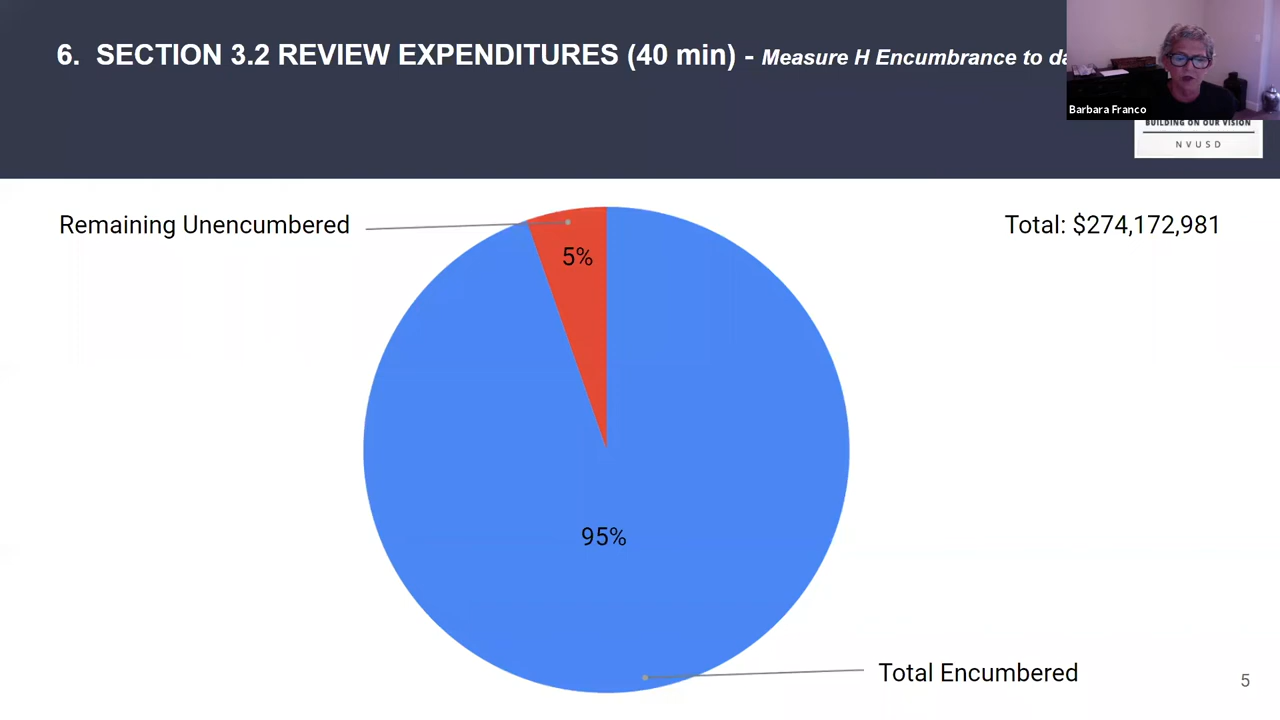 6. SECTION 3.2 REVIEW EXPENDITURES (40 min) - Measure H Encumbrance to da
Barbara Franco
BUILDING ON OUR VISION
NVUSD
Remaining Unencumbered
Total: $274,172,981
5%
95%
Total Encumbered
5